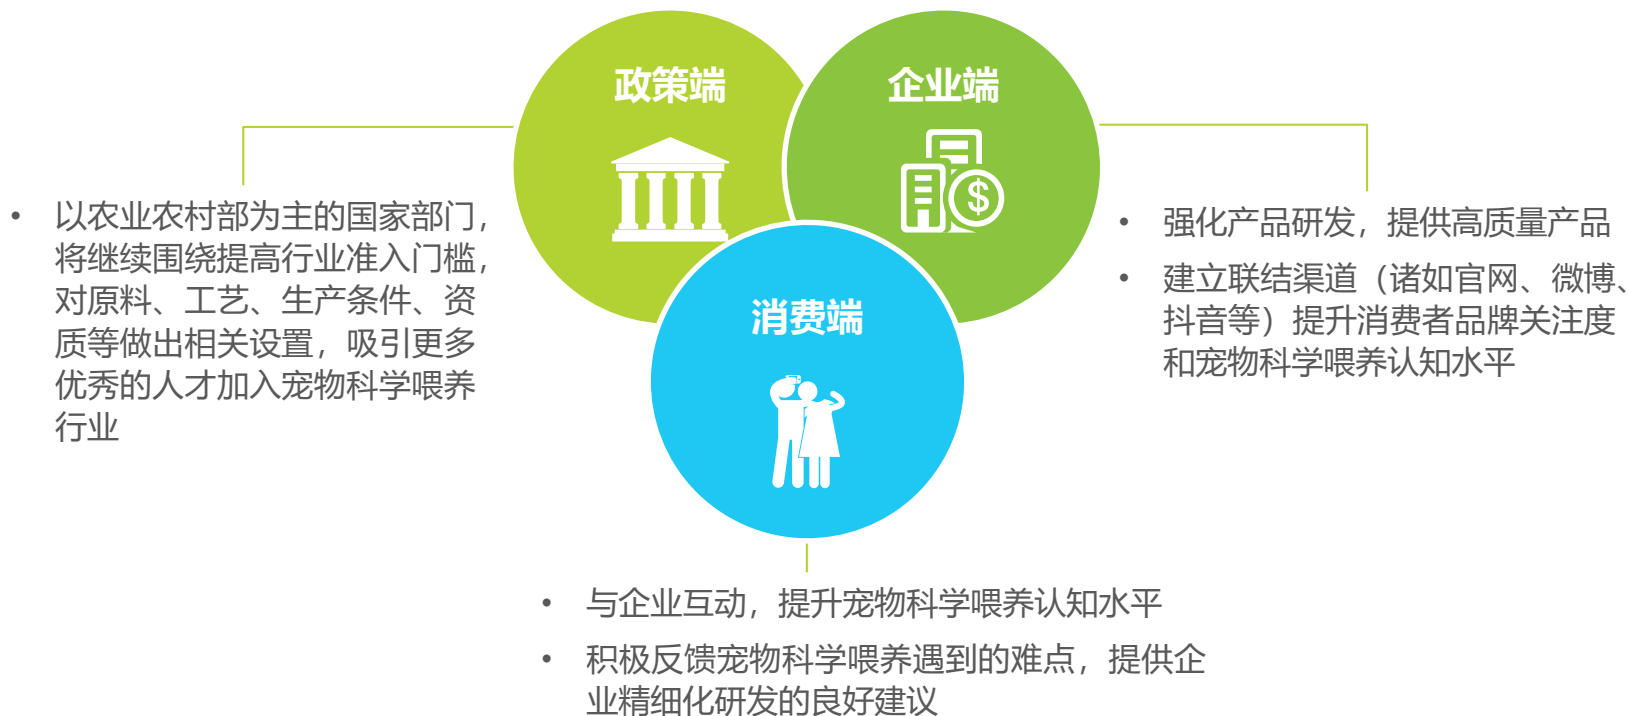 政策端
企业端
消费端
• 以农业农村部为主的国家部门，
将继续围绕提高行业准入门槛，
对原料、工艺、生产条件、资
质等做出相关设置，吸引更多
优秀的人才加入宠物科学喂养
行业
• 强化产品研发，提供高质量产品
• 建立联结渠道（诸如官网、微博、
抖音等）提升消费者品牌关注度
和宠物科学喂养认知水平
• 与企业互动，提升宠物科学喂养认知水平
• 积极反馈宠物科学喂养遇到的难点，提供企
业精细化研发的良好建议